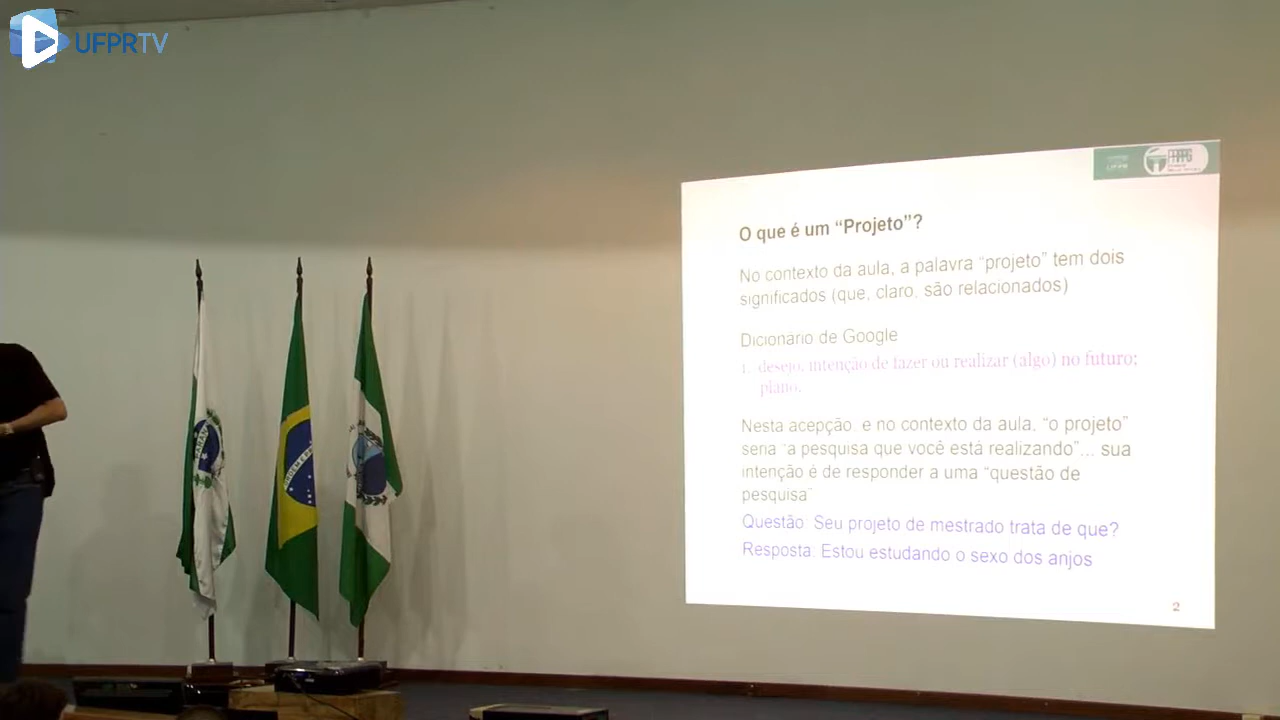 UFPRTV
O que é um “Projeto”?
No contexto da aula, a palavra “projeto” tem dois
significados (que, claro, são relacionados)
Dicionário de Google
1. desejo, intenção de fazer ou realizar (algo) no futuro;
plano.
Nesta acepção, e no contexto da aula, “o projeto”
seria “a pesquisa que você está realizando”... sua
intenção é de responder a uma “questão de
pesquisa”
Questão: Seu projeto de mestrado trata de que?
Resposta: Estou estudando o sexo dos anjos
2